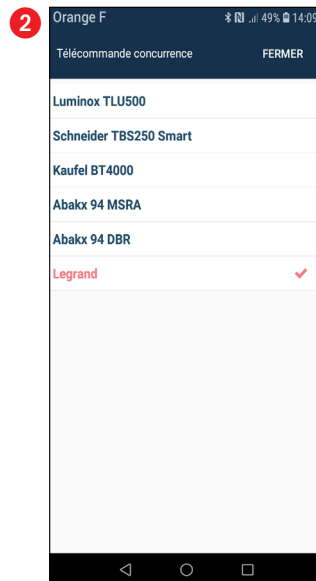 2
Orange F 49% 14:09
Télécommande concurrence FERMER
Luminox TLU500
Schneider TBS250 Smart
Kaufel BT4000
Abakx 94 MSRA
Abakx 94 DBR
Legrand